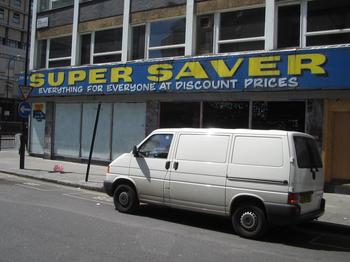 SUPER SAVER
EVERYTHING FOR EVERYONE AT DISCOUNT PRICES